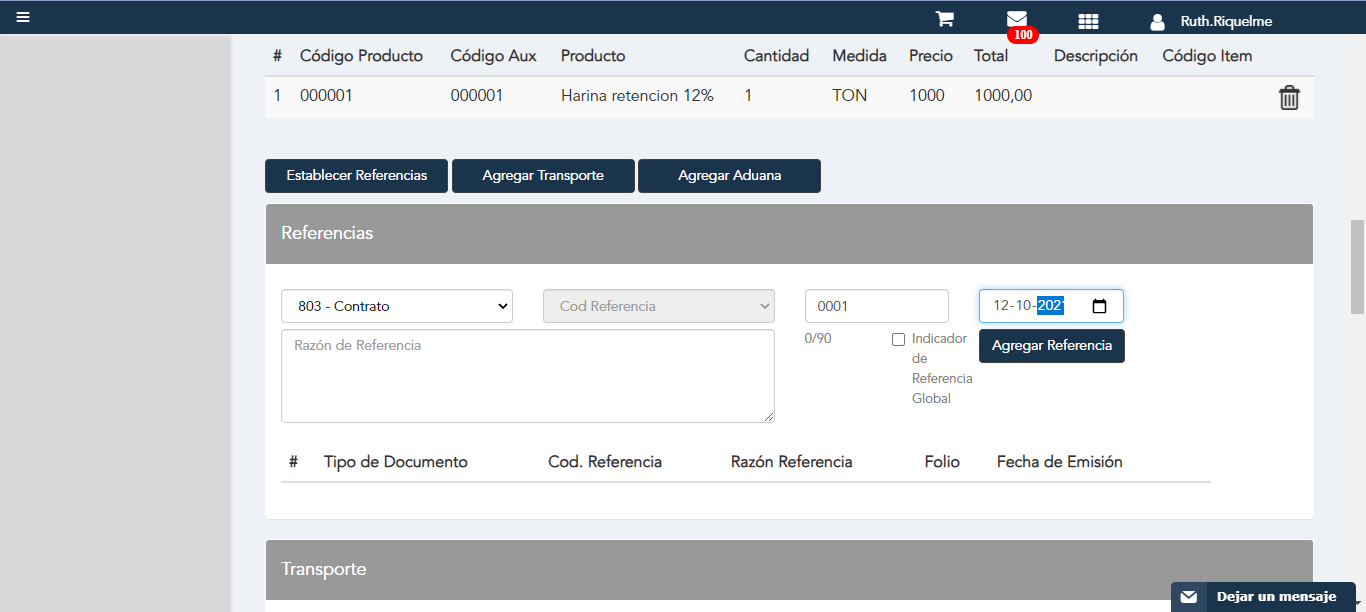 Ruth.Riquelme
100
# Código Producto Código Aux Producto Cantidad Medida Precio Total Descripción Código Item
1 000001 000001 Harina retencion 12% 1 TON 1000 1000,00
Establecer Referencias Agregar Transporte Agregar Aduana
Referencias
803 - Contrato Cod Referencia 0001 12-10-2021
Razón de Referencia 0/90 Indicador Agregar Referencia
de
Referencia
Global
# Tipo de Documento Cod. Referencia Razón Referencia Folio Fecha de Emisión
Transporte
Dejar un mensaje